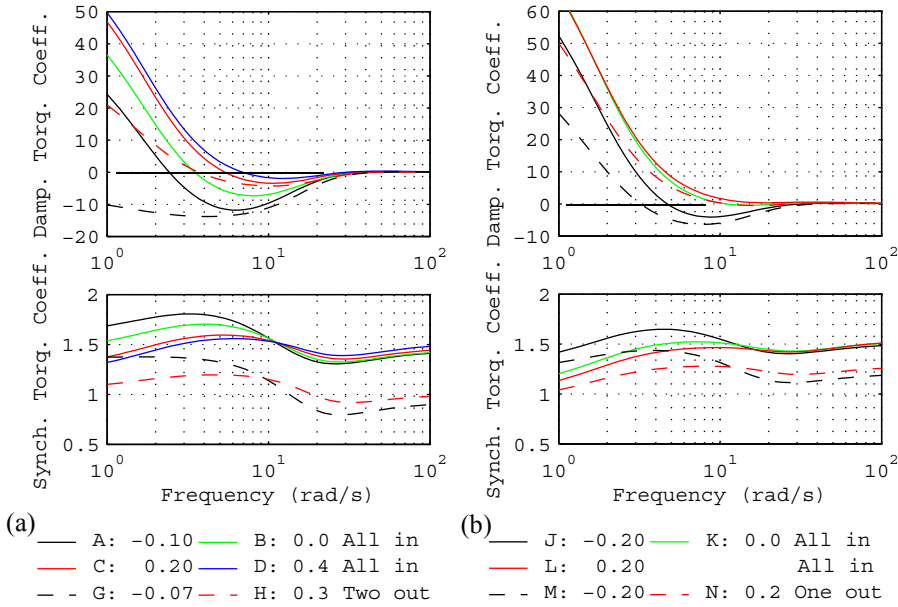 Damp. Torq. Coeff.
50
40
30
20
10
0
−10
−20
10^0
10^1
10^2
Damp. Torq. Coeff.
60
50
40
30
20
10
0
−10
10^0
10^1
10^2
Synch. Torq. Coeff.
2
1.5
1
0.5
10^0
10^1
10^2
Frequency (rad/s)
Synch. Torq. Coeff.
2
1.5
1
0.5
10^0
10^1
10^2
Frequency (rad/s)
(a)
A: −0.10 B: 0.0 All in
C: 0.20 D: 0.4 All in
G: −0.07 H: 0.3 Two out
(b)
J: −0.20 K: 0.0 All in
L: 0.20 All in
M: −0.20 N: 0.2 One out